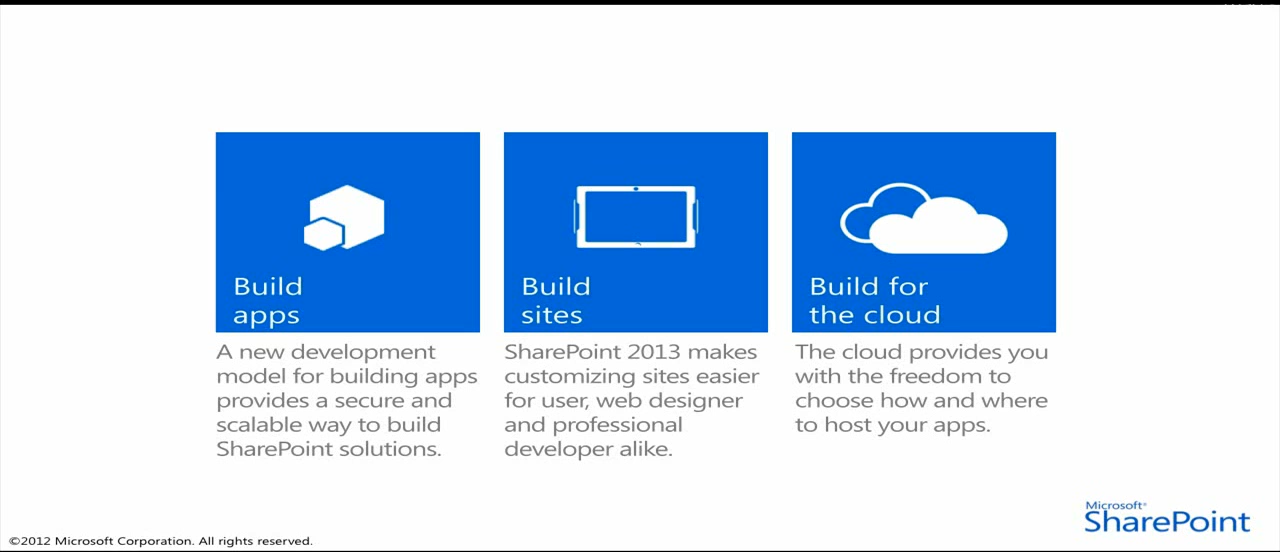 Build
apps
A new development
model for building apps
provides a secure and
scalable way to build
SharePoint solutions.
Build
sites
SharePoint 2013 makes
customizing sites easier
for user, web designer
and professional
developer alike.
Build for
the cloud
The cloud provides you
with the freedom to
choose how and where
to host your apps.
Microsoft®
SharePoint
©2012 Microsoft Corporation. All rights reserved.